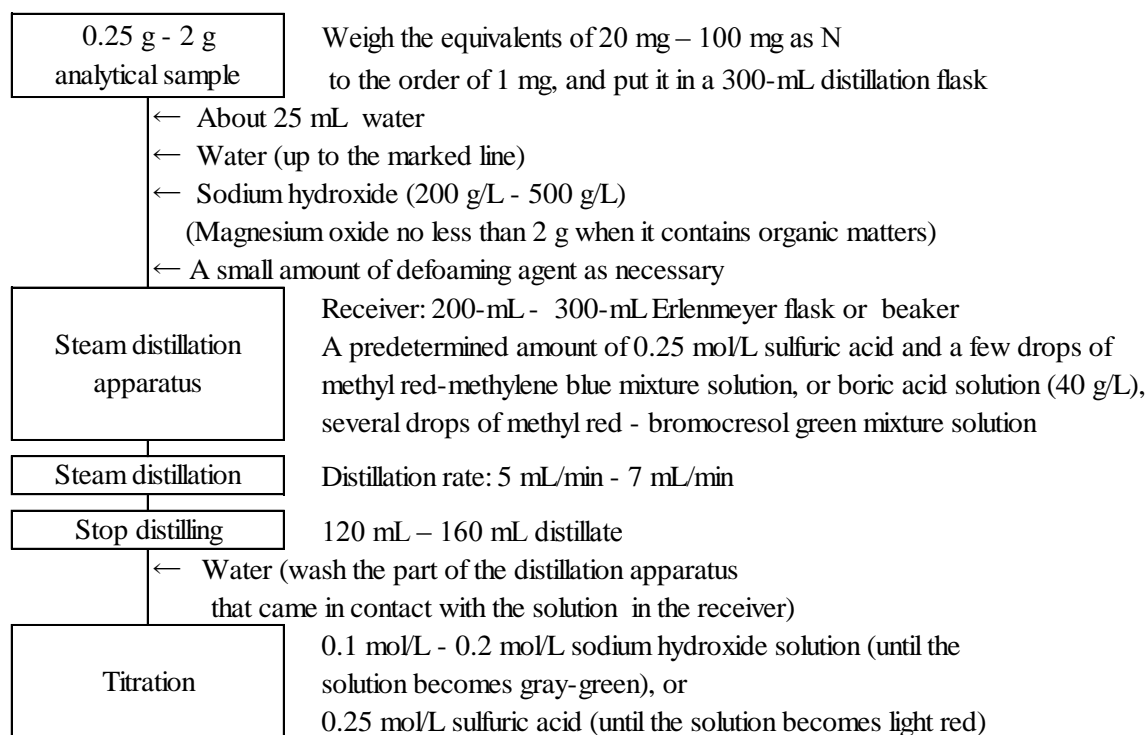 0.25 g - 2 g
analytical sample
Weigh the equivalents of 20 mg – 100 mg as N
to the order of 1 mg, and put it in a 300-mL distillation flask
← About 25 mL water
← Water (up to the marked line)
← Sodium hydroxide (200 g/L - 500 g/L)
(Magnesium oxide no less than 2 g when it contains organic matters)
← A small amount of defoaming agent as necessary
Steam distillation
apparatus
Receiver: 200-mL - 300-mL Erlenmeyer flask or beaker
A predetermined amount of 0.25 mol/L sulfuric acid and a few drops of
methyl red-methylene blue mixture solution, or boric acid solution (40 g/L),
several drops of methyl red - bromocresol green mixture solution
Steam distillation
Distillation rate: 5 mL/min - 7 mL/min
Stop distilling
120 mL – 160 mL distillate
← Water (wash the part of the distillation apparatus
that came in contact with the solution in the receiver)
Titration
0.1 mol/L - 0.2 mol/L sodium hydroxide solution (until the
solution becomes gray-green), or
0.25 mol/L sulfuric acid (until the solution becomes light red)